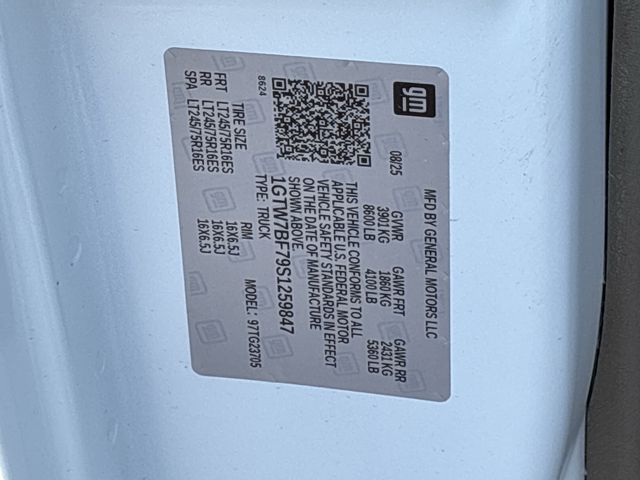 gm
MFD BY GENERAL MOTORS LLC
08/25 GVWR GAWR FRT GAWR RR
3901 KG 1860 KG 2431 KG
8600 LB 4100 LB 5360 LB
THIS VEHICLE CONFORMS TO ALL
APPLICABLE U.S. FEDERAL MOTOR
VEHICLE SAFETY STANDARDS IN EFFECT
ON THE DATE OF MANUFACTURE
SHOWN ABOVE.
1GTW7BF79S1259847
8624 TYPE: TRUCK MODEL: 97TG23705
TIRE SIZE RIM
FRT LT245/75R16ES 16X6.5J
RR LT245/75R16ES 16X6.5J
SPA LT245/75R16ES 16X6.5J